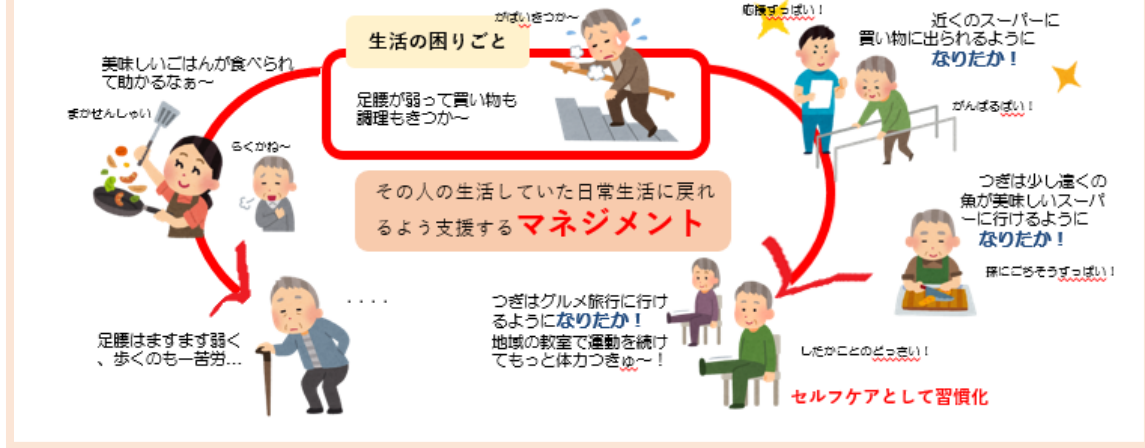 がばいきつか～
応援すっばい！
生活の困りごと
近くのスーパーに
買い物に出られるように
なりたか！
美味しいごはんが食べられ
て助かるなぁ～
まかせんしゃい
足腰が弱って買い物も
調理もきつか～
がんばるばい！
らくかね～
その人の生活していた日常生活に戻れ
るよう支援するマネジメント
つぎは少し遠くの
魚が美味しいスーパ
ーに行けるように
なりたか！
孫にごちそうすっばい！
・・・・
つぎはグルメ旅行に行け
るようになりたか！
地域の教室で運動を続け
てもっと体力つきゅ～！
足腰はますます弱く
、歩くのも一苦労…
したかことのどっさい！
セルフケアとして習慣化